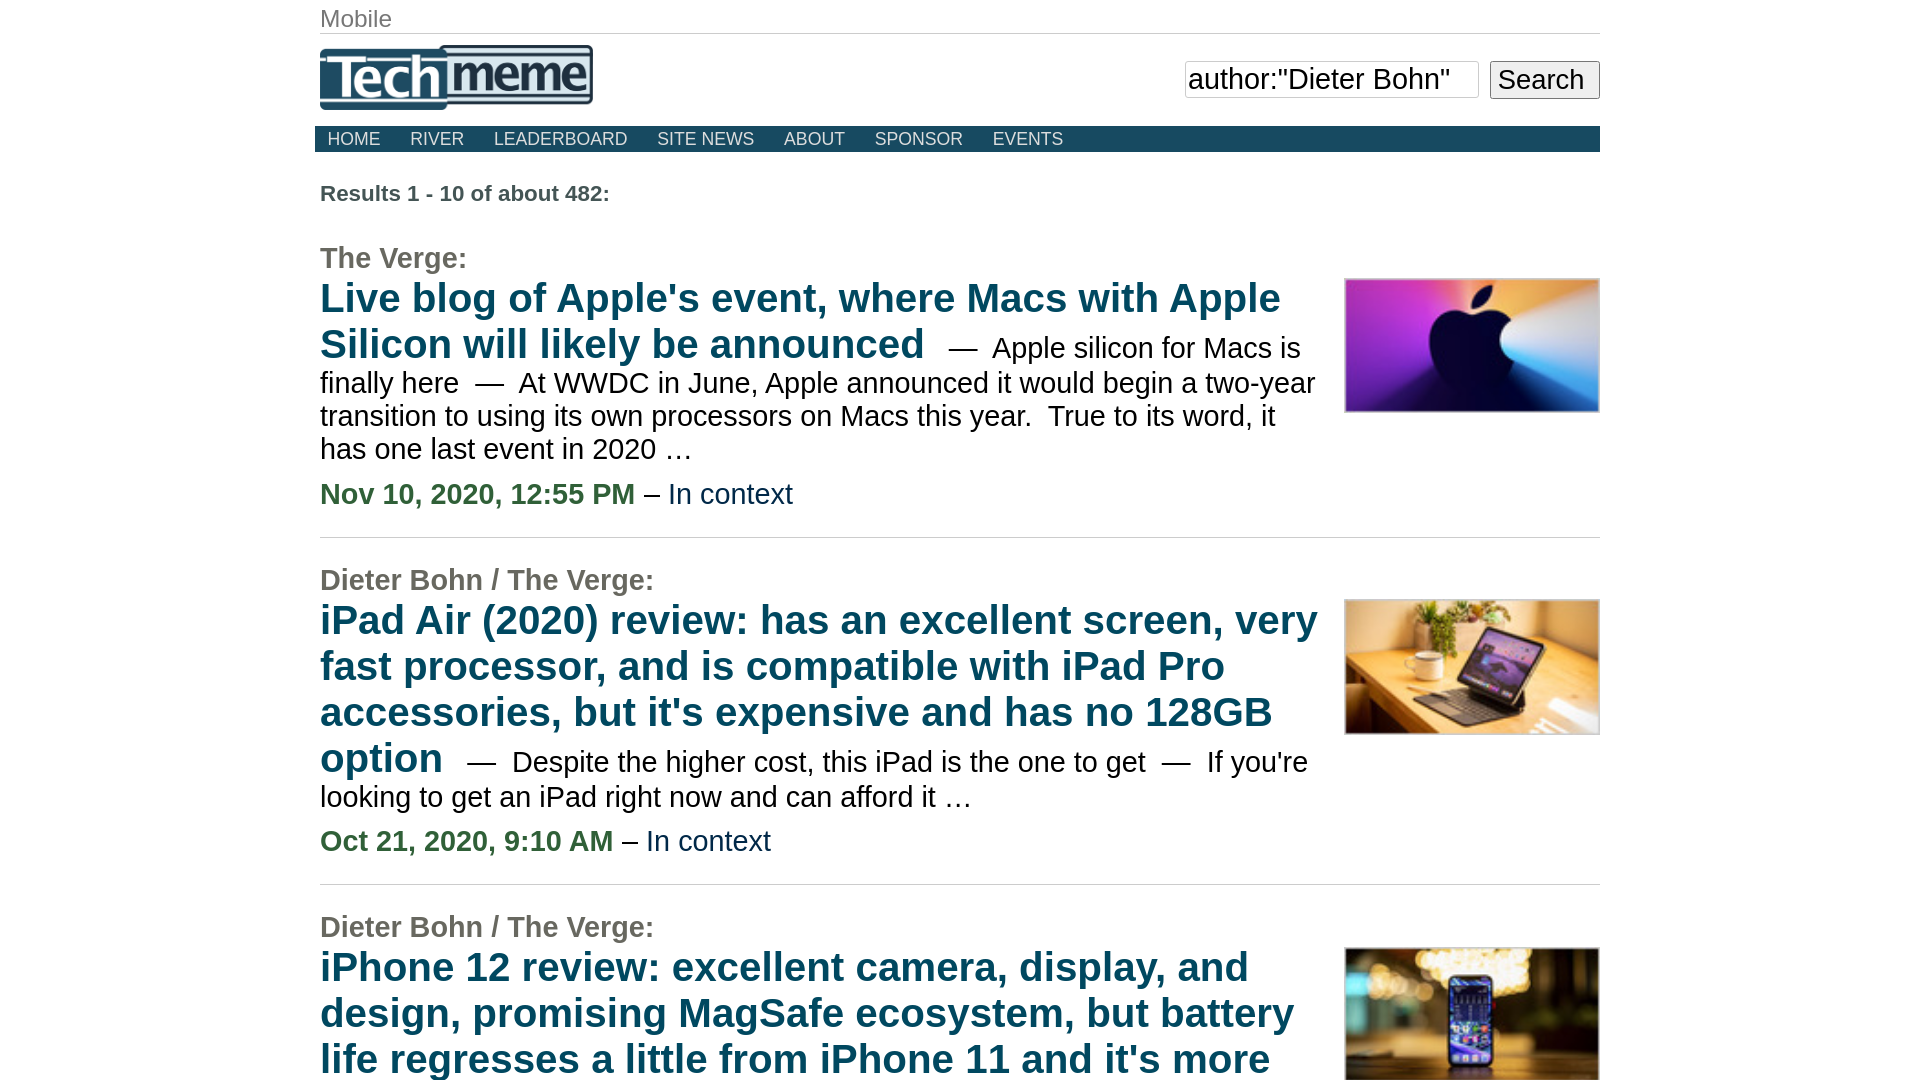 Mobile
Techmeme
author:"Dieter Bohn"
Search
HOME RIVER LEADERBOARD SITE NEWS ABOUT SPONSOR EVENTS
Results 1 - 10 of about 482:
The Verge:
Live blog of Apple's event, where Macs with Apple
Silicon will likely be announced — Apple silicon for Macs is
finally here — At WWDC in June, Apple announced it would begin a two-year
transition to using its own processors on Macs this year. True to its word, it
has one last event in 2020 …
Nov 10, 2020, 12:55 PM – In context
Dieter Bohn / The Verge:
iPad Air (2020) review: has an excellent screen, very
fast processor, and is compatible with iPad Pro
accessories, but it's expensive and has no 128GB
option — Despite the higher cost, this iPad is the one to get — If you're
looking to get an iPad right now and can afford it …
Oct 21, 2020, 9:10 AM – In context
Dieter Bohn / The Verge:
iPhone 12 review: excellent camera, display, and
design, promising MagSafe ecosystem, but battery
life regresses a little from iPhone 11 and it's more